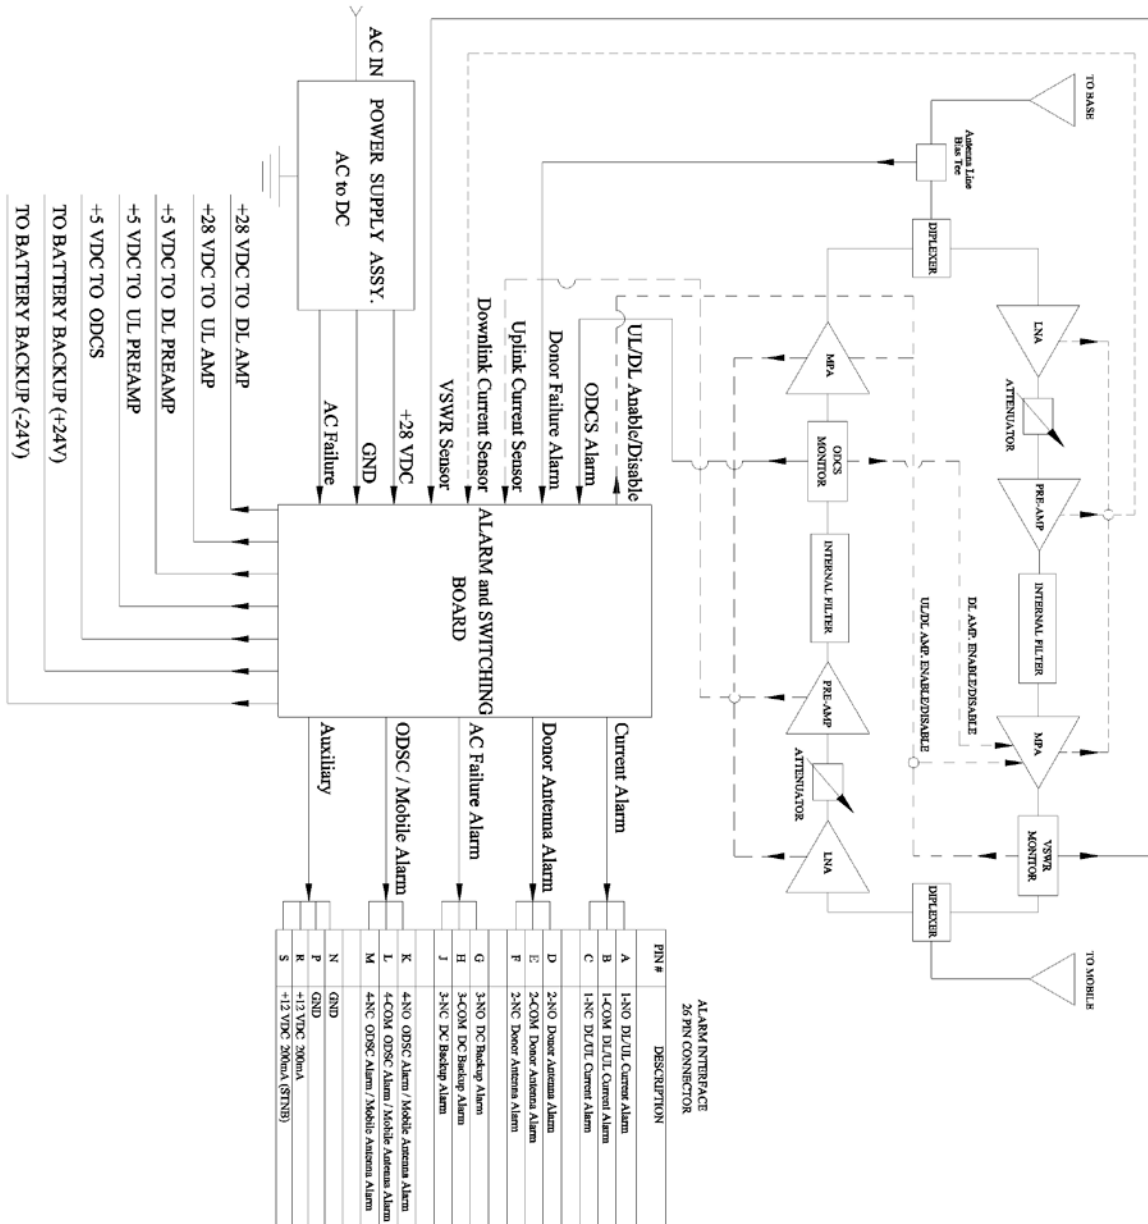 TO BASE
Antenna Line
Bias Tee
DIPLEXER
LNA
ATTENUATOR
PRE-AMP
INTERNAL FILTER
MPA
VSWR
MONITOR
DIPLEXER
TO MOBILE
DL AMP. ENABLE/DISABLE
UL/DL AMP. ENABLE/DISABLE
MPA
ODCS
MONITOR
INTERNAL FILTER
PRE-AMP
ATTENUATOR
LNA
UL/DL Anable/Disable
ODCS Alarm
Donor Failure Alarm
Uplink Current Sensor
Downlink Current Sensor
VSWR Sensor
+28 VDC
GND
AC Failure
AC IN
POWER SUPPLY ASSY.
AC to DC
ALARM and SWITCHING
BOARD
+28 VDC TO DL AMP
+28 VDC TO UL AMP
+5 VDC TO DL PREAMP
+5 VDC TO UL PREAMP
+5 VDC TO ODCS
TO BATTERY BACKUP (+24V)
TO BATTERY BACKUP (-24V)
Current Alarm
Donor Antenna Alarm
AC Failure Alarm
ODSC / Mobile Alarm
Auxiliary
ALARM INTERFACE
26 PIN CONNECTOR
PIN# DESCRIPTION
A 1-NO DL/UL Current Alarm
B 1-COM DL/UL Current Alarm
C 1-NC DL/UL Current Alarm
D 2-NO Donor Antenna Alarm
E 2-COM Donor Antenna Alarm
F 2-NC Donor Antenna Alarm
G 3-NO DC Backup Alarm
H 3-COM DC Backup Alarm
J 3-NC DC Backup Alarm
K 4-NO ODSC Alarm / Mobile Antenna Alarm
L 4-COM ODSC Alarm / Mobile Antenna Alarm
M 4-NC ODSC Alarm / Mobile Antenna Alarm
N GND
P GND
R +12 VDC 200mA
S +12 VDC 200mA (STNB)